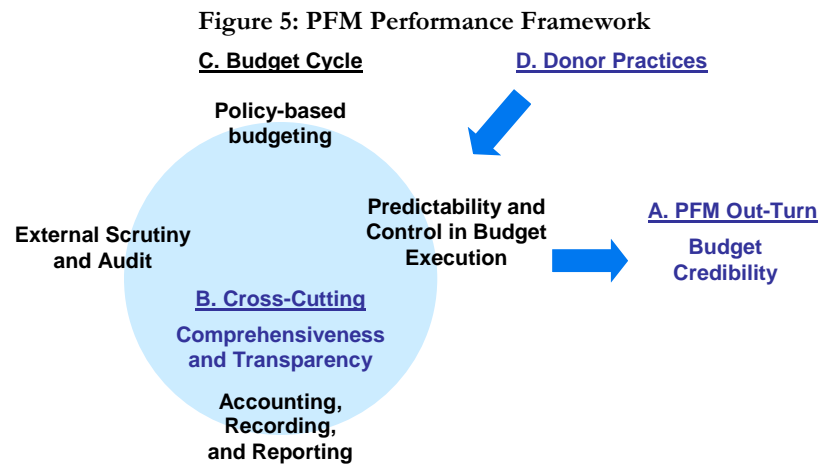 Figure 5: PFM Performance Framework
C. Budget Cycle
D. Donor Practices
Policy-based
budgeting
Predictability and
Control in Budget
Execution
A. PFM Out-Turn
Budget
Credibility
External Scrutiny
and Audit
B. Cross-Cutting
Comprehensiveness
and Transparency
Accounting,
Recording,
and Reporting